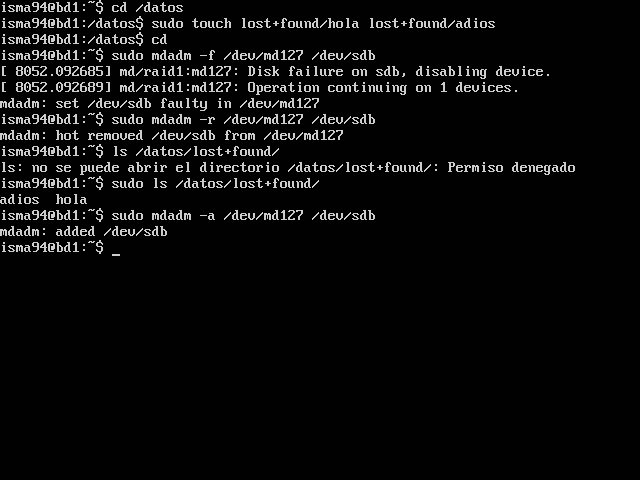 isma94@bd1:~$ cd /datos
isma94@bd1:/datos$ sudo touch lost+found/hola lost+found/adios
isma94@bd1:/datos$ cd
isma94@bd1:~$ sudo mdadm -f /dev/md127 /dev/sdb
[ 8052.092685] md/raid1:md127: Disk failure on sdb, disabling device.
[ 8052.092689] md/raid1:md127: Operation continuing on 1 devices.
mdadm: set /dev/sdb faulty in /dev/md127
isma94@bd1:~$ sudo mdadm -r /dev/md127 /dev/sdb
mdadm: hot removed /dev/sdb from /dev/md127
isma94@bd1:~$ ls /datos/lost+found/
ls: no se puede abrir el directorio /datos/lost+found/: Permiso denegado
isma94@bd1:~$ sudo ls /datos/lost+found/
adios  hola
isma94@bd1:~$ sudo mdadm -a /dev/md127 /dev/sdb
mdadm: added /dev/sdb
isma94@bd1:~$ _